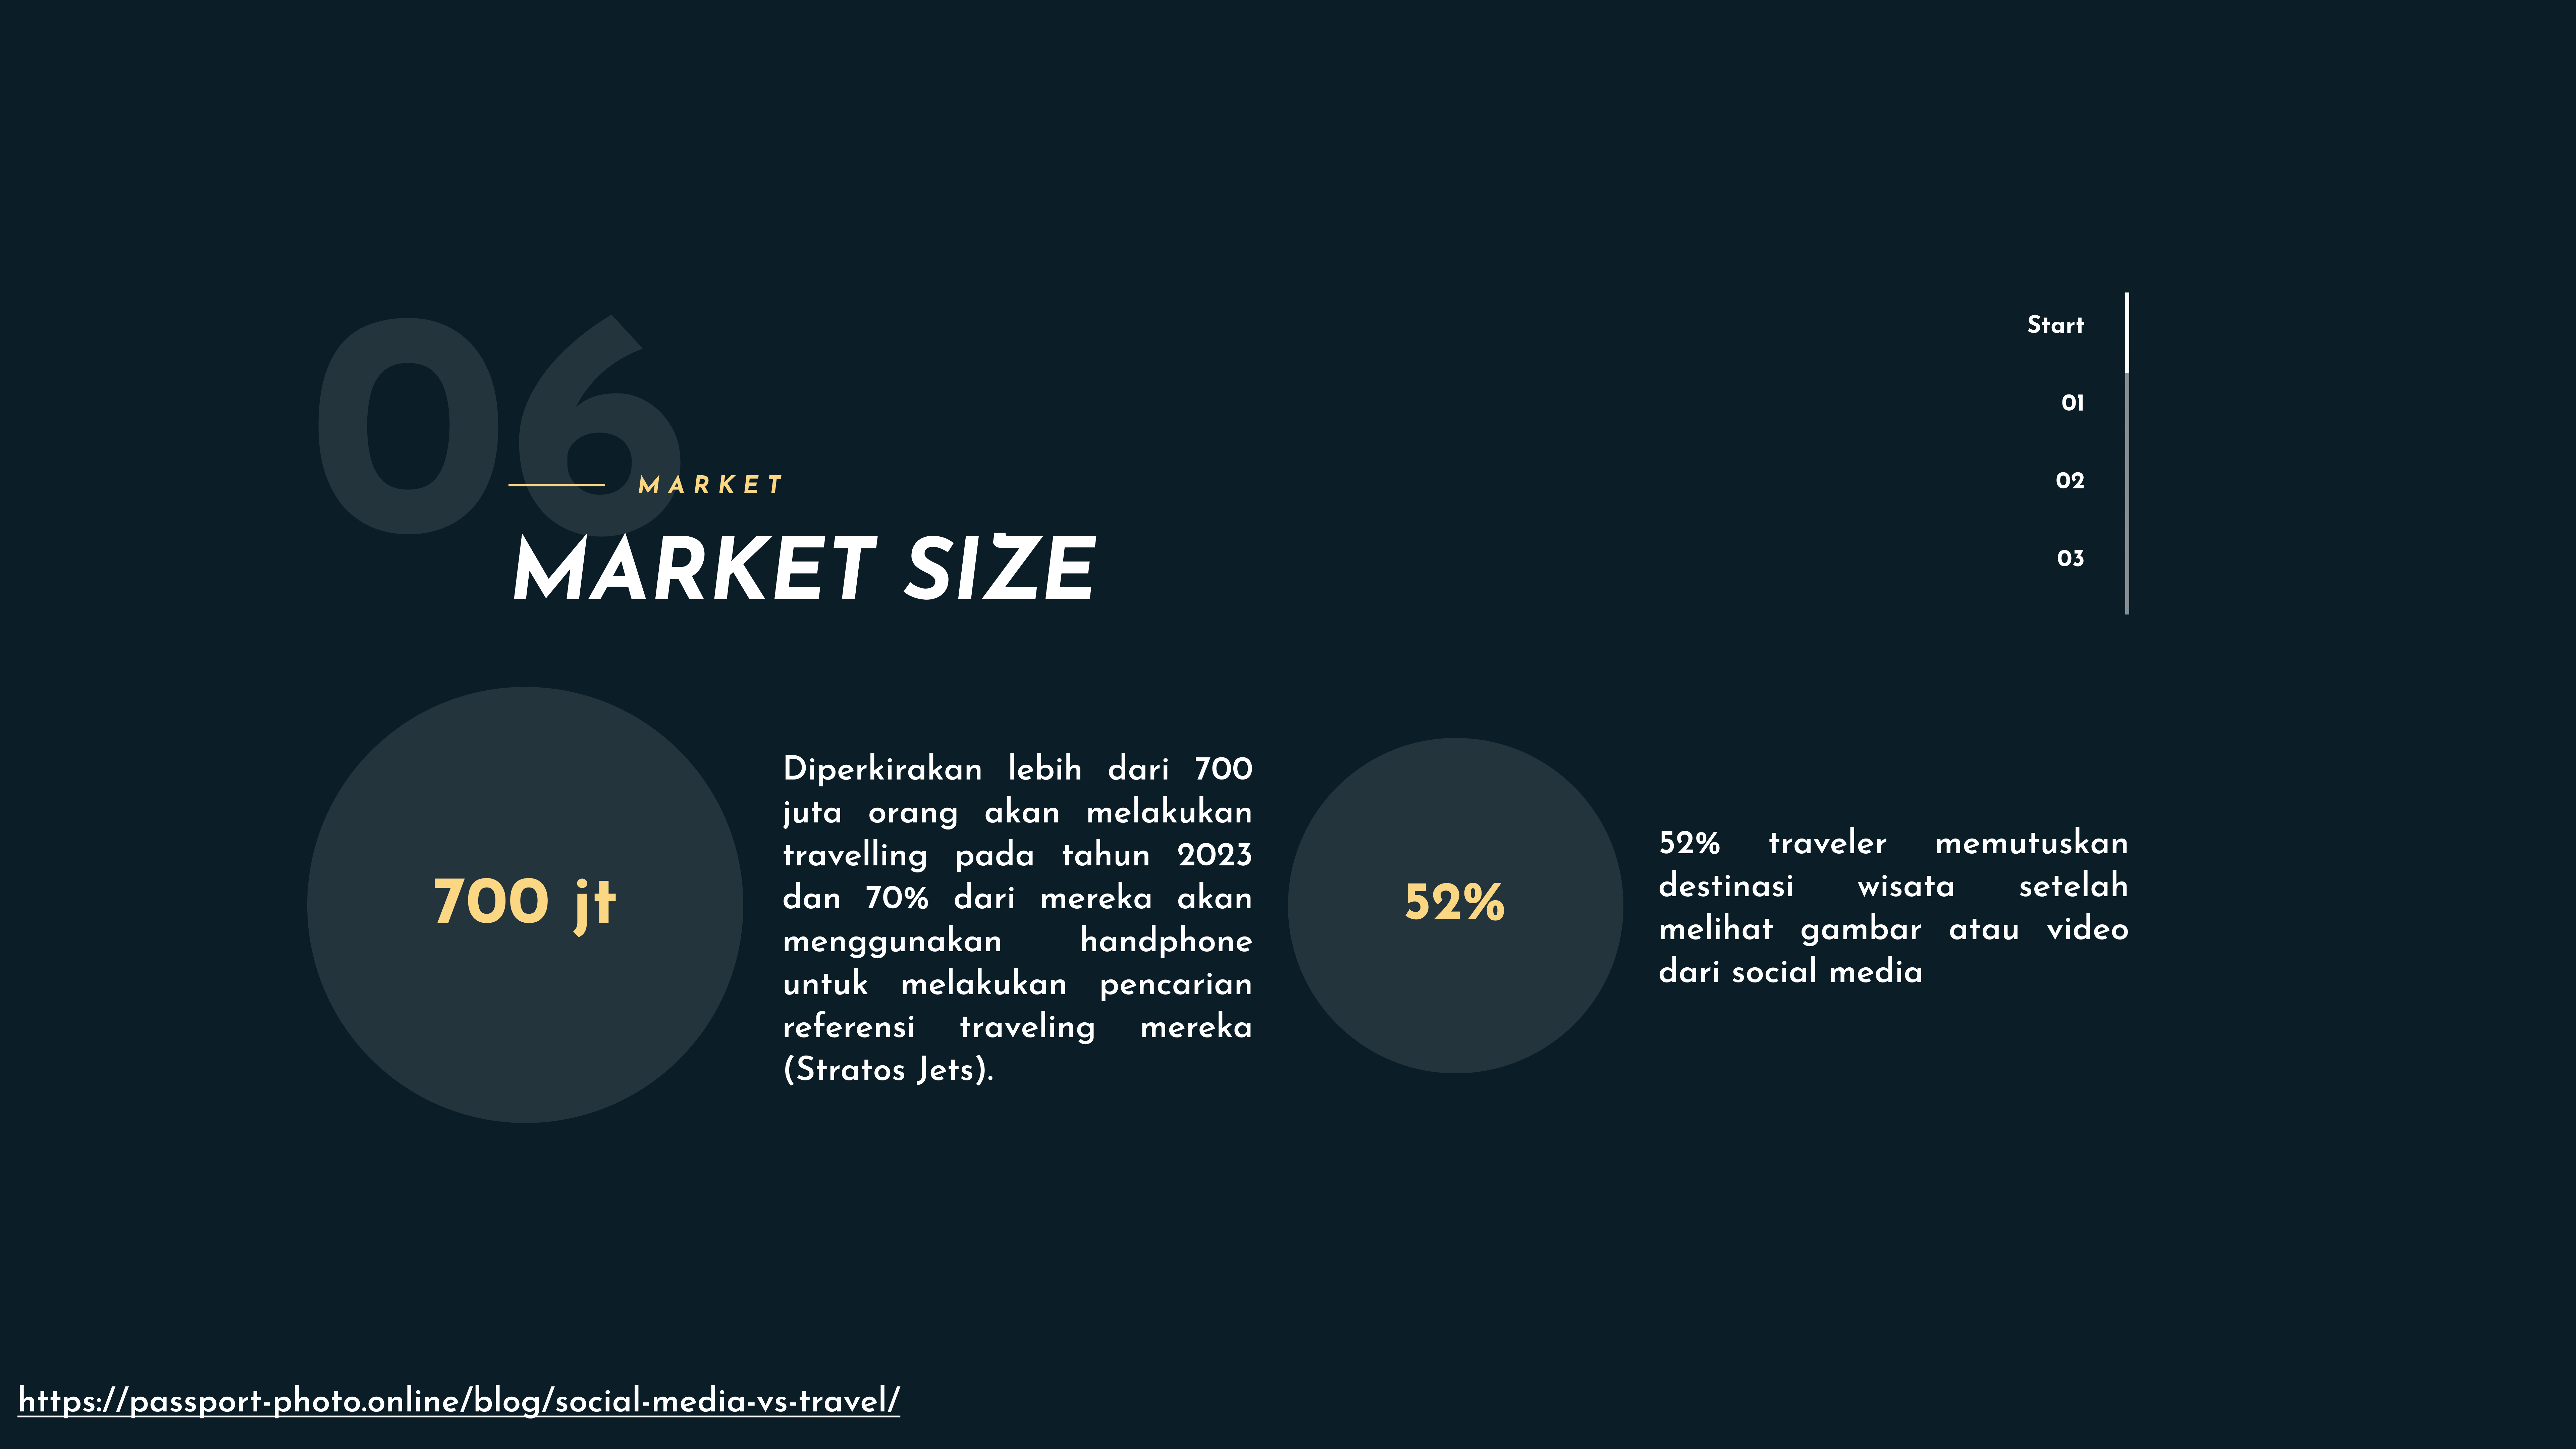 06
MARKET
MARKET SIZE
Start
01
02
03
700 jt
Diperkirakan lebih dari 700
juta orang akan melakukan
travelling pada tahun 2023
dan 70% dari mereka akan
menggunakan handphone
untuk melakukan pencarian
referensi traveling mereka
(Stratos Jets).
52%
52% traveler memutuskan
destinasi wisata setelah
melihat gambar atau video
dari social media
https://passport-photo.online/blog/social-media-vs-travel/